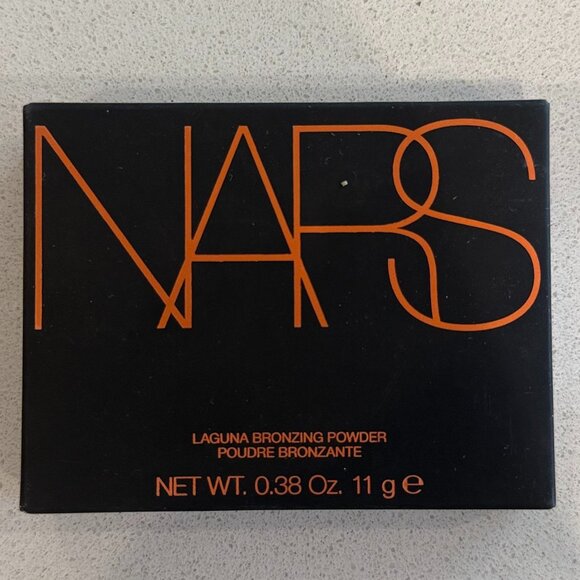 NARS
LAGUNA BRONZING POWDER
POUDRE BRONZANTE
NET WT. 0.38 Oz. 11 g ℮